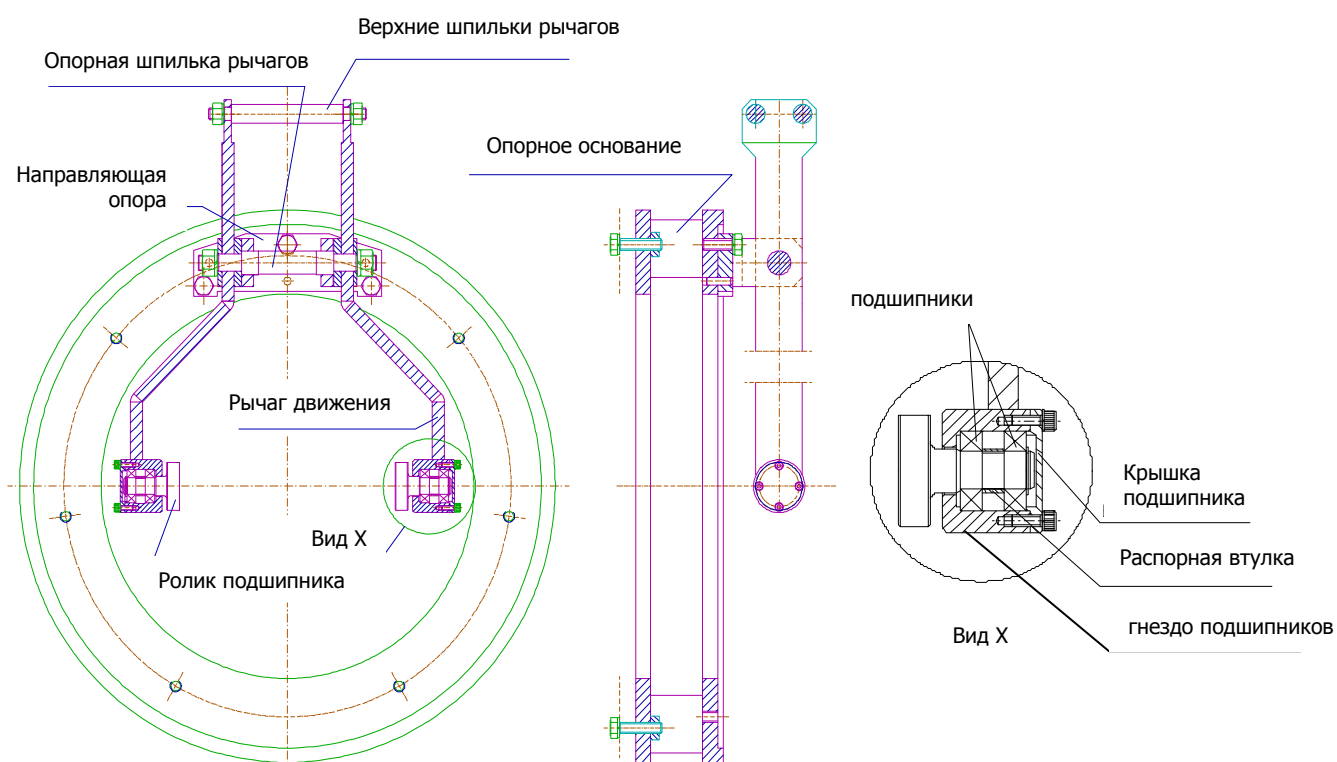 Верхние шпильки рычагов
Опорная шпилька рычагов
Опорное основание
Направляющая
опора
подшипники
Рычаг движения
Крышка
подшипника
Вид X
Распорная втулка
Ролик подшипника
гнездо подшипников
Вид X